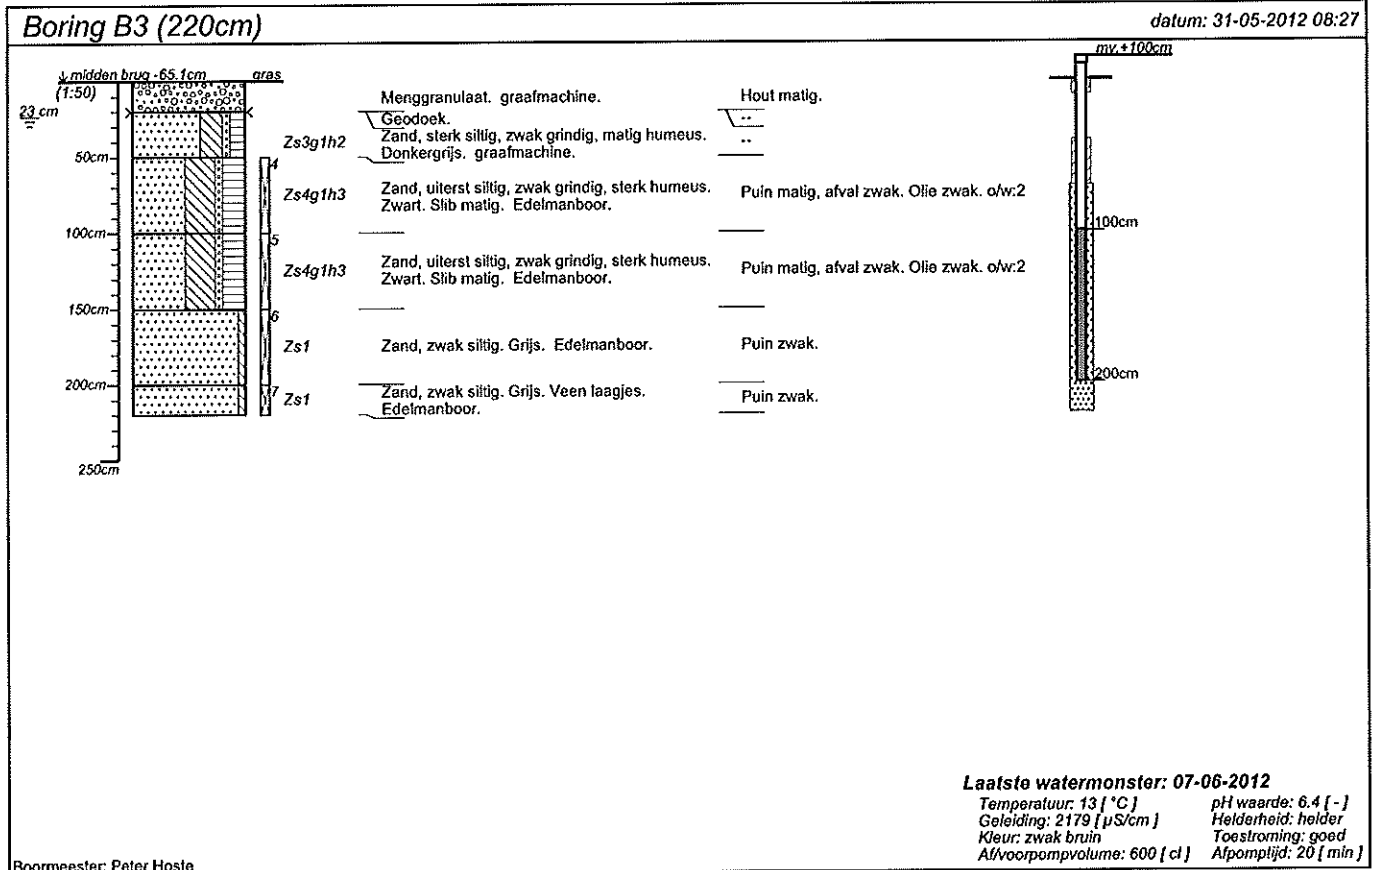 Boring B3 (220cm)
datum: 31-05-2012 08:27
midden brug -65.1cm
gras
(1:50)
23 cm
50cm
100cm
150cm
200cm
250cm
4
5
6
7
Menggranulaat. graafmachine.
Hout matig.
Geodoek.
--
Zs3g1h2
Zand, sterk siltig, zwak grindig, matig humeus.
Donkergrijs. graafmachine.
--
Zs4g1h3
Zand, uiterst siltig, zwak grindig, sterk humeus.
Zwart. Slib matig. Edelmanboor.
Puin matig, afval zwak. Olie zwak. o/w:2
Zs4g1h3
Zand, uiterst siltig, zwak grindig, sterk humeus.
Zwart. Slib matig. Edelmanboor.
Puin matig, afval zwak. Olie zwak. o/w:2
Zs1
Zand, zwak siltig. Grijs. Edelmanboor.
Puin zwak.
Zs1
Zand, zwak siltig. Grijs. Veen laagjes.
Edelmanboor.
Puin zwak.
mv.+100cm
100cm
200cm
Laatste watermonster: 07-06-2012
Temperatuur: 13 [ °C ]
pH waarde: 6.4 [ - ]
Geleiding: 2179 [ µS/cm ]
Helderheid: helder
Kleur: zwak bruin
Toestroming: goed
Af/voorpompvolume: 600 [ cl ]
Afpomptijd: 20 [ min ]
Boormeester: Peter Hoste